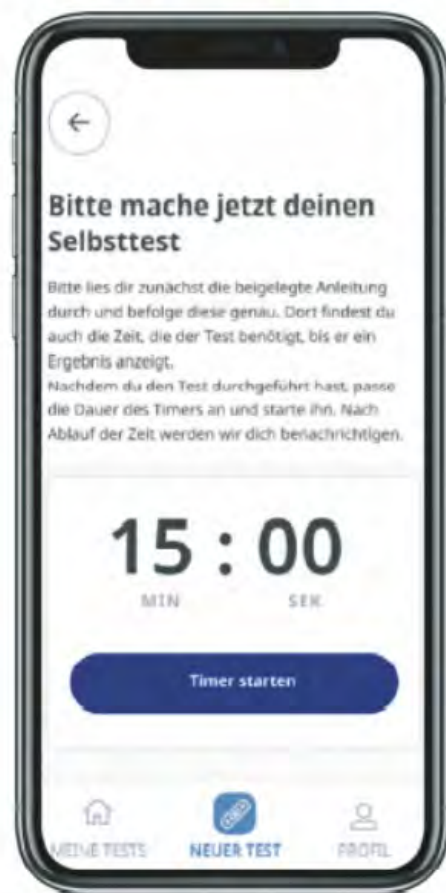 Bitte mache jetzt deinen
Selbsttest
Bitte lies dir zunächst die beigelegte Anleitung
durch und befolge diese genau. Dort findest du
auch die Zeit, die der Test benötigt, bis er ein
Ergebnis anzeigt.
Nachdem du den Test durchgeführt hast, passe
die Dauer des Timers an und starte ihn. Nach
Ablauf der Zeit werden wir dich benachrichtigen.
15 : 00
MIN SEK
Timer starten
MEINE TESTS NEUER TEST PROFIL